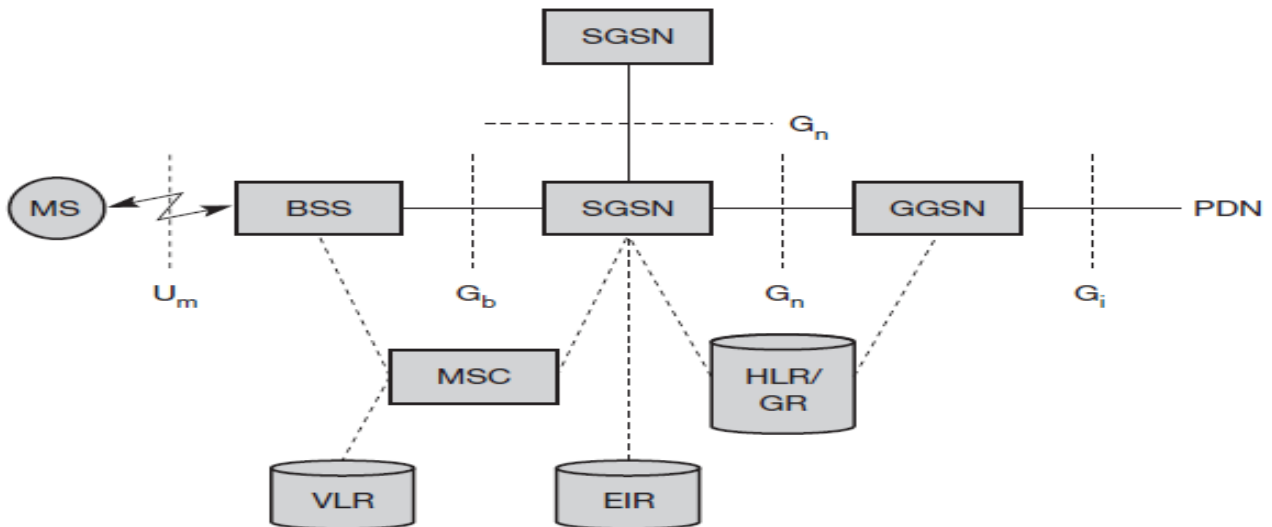 SGSN
Gn
MS
BSS
SGSN
GGSN
PDN
Um
Gb
Gn
Gi
MSC
HLR/
GR
VLR
EIR